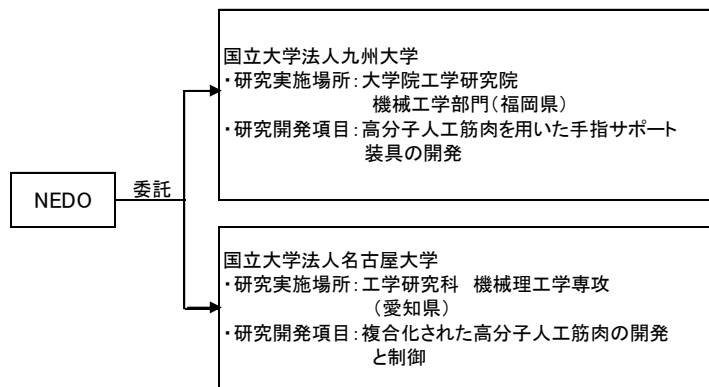 国立大学法人九州大学
・研究実施場所：大学院工学研究院
機械工学部門（福岡県）
・研究開発項目：高分子人工筋肉を用いた手指サポート
装具の開発
NEDO
委託
国立大学法人名古屋大学
・研究実施場所：工学研究科　機械理工学専攻
（愛知県）
・研究開発項目：複合化された高分子人工筋肉の開発
と制御